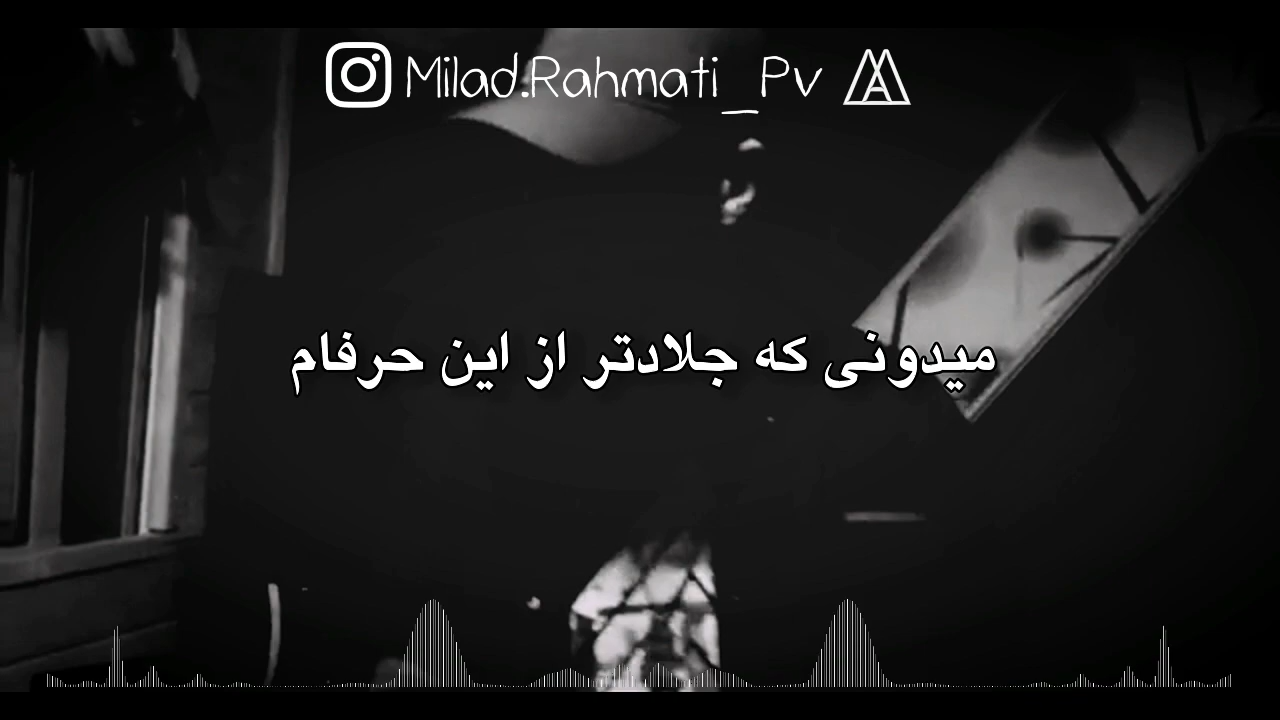 Milad.Rahmati_Pv
میدونی که جلادتر از این حرفام